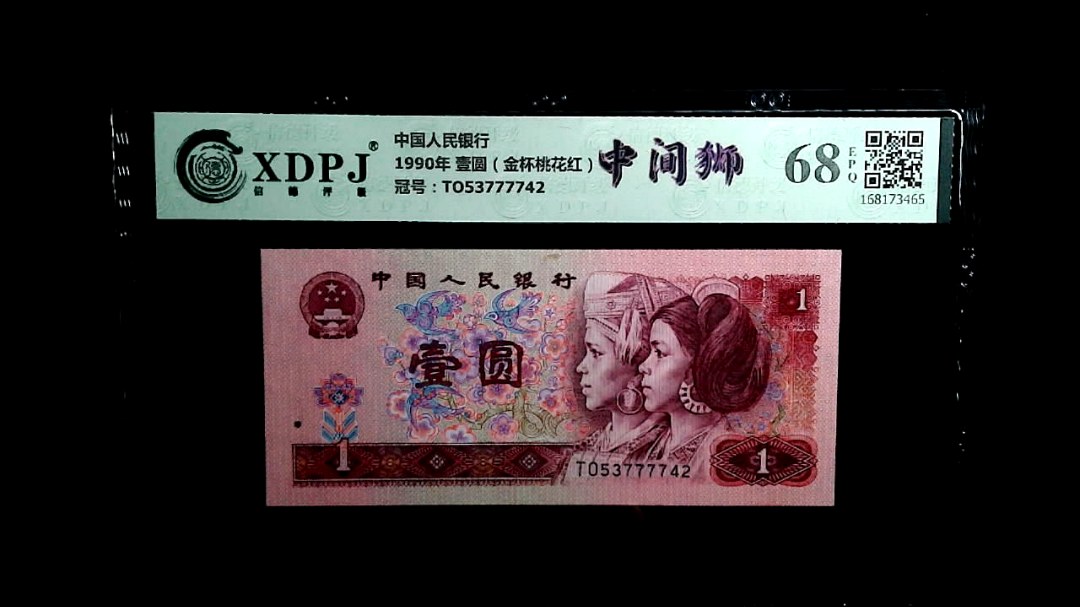 XDPJ®
信德评级
中国人民银行
1990年 壹圆（金杯桃花红）
冠号：TO53777742
中间狮
68
EPQ
168173465
中国人民银行
1
壹圆
1
TO53777742
1